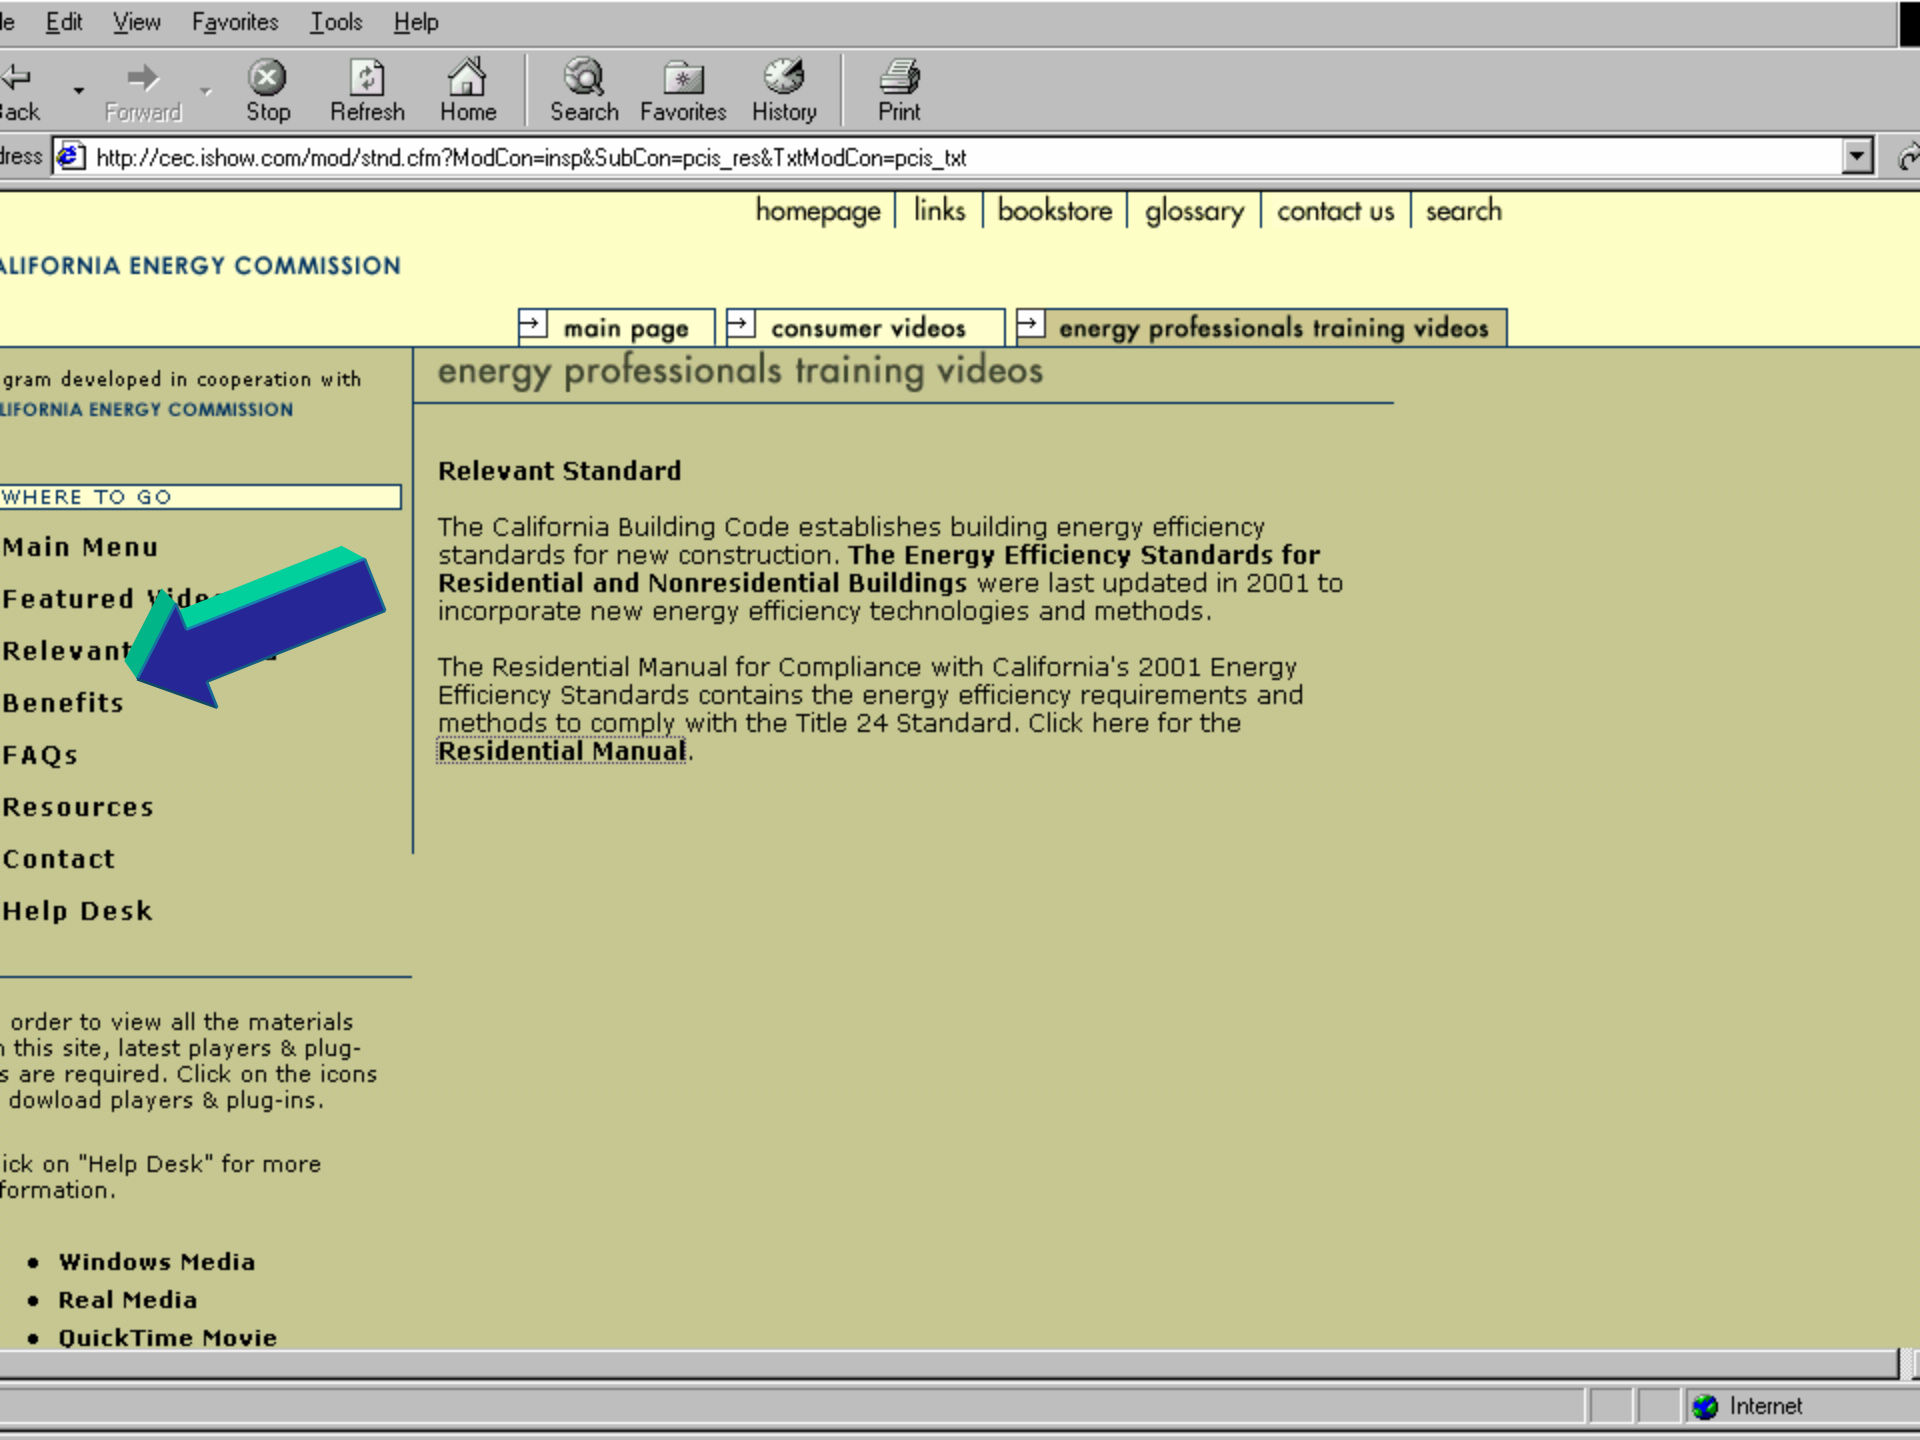 le Edit View Favorites Tools Help
Back Forward Stop Refresh Home Search Favorites History Print
dress http://cec.ishow.com/mod/stnd.cfm?ModCon=insp&SubCon=pcis_res&TxtModCon=pcis_txt
homepage links bookstore glossary contact us search
ALIFORNIA ENERGY COMMISSION
main page consumer videos energy professionals training videos
gram developed in cooperation with
LIFORNIA ENERGY COMMISSION
WHERE TO GO
Main Menu
Featured Vide
Relevant
Benefits
FAQs
Resources
Contact
Help Desk
order to view all the materials
n this site, latest players & plug-
s are required. Click on the icons
dowload players & plug-ins.
ick on "Help Desk" for more
formation.
• Windows Media
• Real Media
• QuickTime Movie
energy professionals training videos
Relevant Standard
The California Building Code establishes building energy efficiency
standards for new construction. The Energy Efficiency Standards for
Residential and Nonresidential Buildings were last updated in 2001 to
incorporate new energy efficiency technologies and methods.
The Residential Manual for Compliance with California's 2001 Energy
Efficiency Standards contains the energy efficiency requirements and
methods to comply with the Title 24 Standard. Click here for the
Residential Manual.
Internet